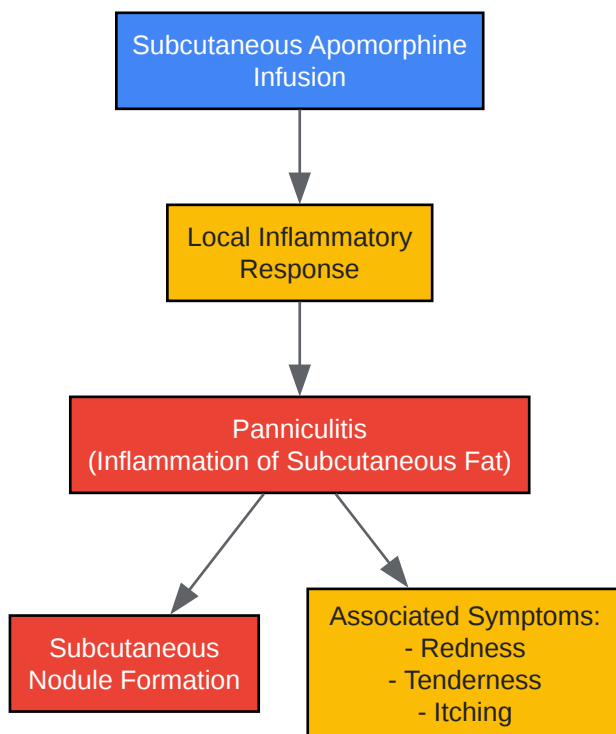 Subcutaneous Apomorphine
Infusion
Local Inflammatory
Response
Panniculitis
(Inflammation of Subcutaneous Fat)
Subcutaneous
Nodule Formation
Associated Symptoms:
- Redness
- Tenderness
- Itching